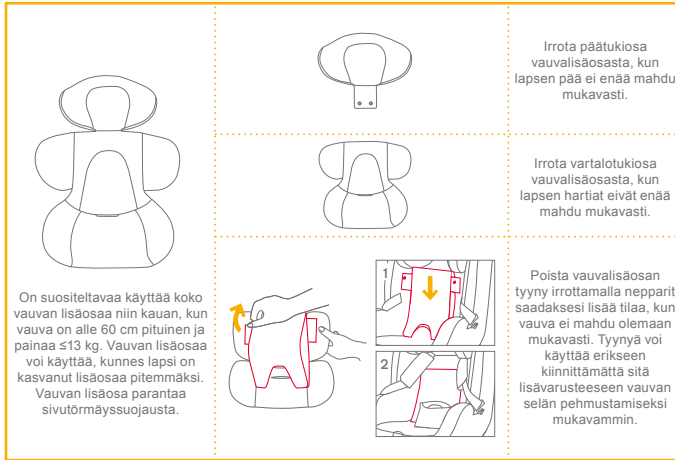 On suositeltavaa käyttää koko
vauvan lisäosaa niin kauan, kun
vauva on alle 60 cm pituinen ja
painaa ≤13 kg. Vauvan lisäosaa
voi käyttää, kunnes lapsi on
kasvanut lisäosaa pitemmäksi.
Vauvan lisäosa parantaa
sivutörmäyssuojausta.
Irrota päätukiosa
vauvalisäosasta, kun
lapsen pää ei enää mahdu
mukavasti.
Irrota vartalotukiosa
vauvalisäosasta, kun
lapsen hartiat eivät enää
mahdu mukavasti.
1
2
Poista vauvalisäosan
tyyny irrottamalla nepparit
saadaksesi lisää tilaa, kun
vauva ei mahdu olemaan
mukavasti. Tyynyä voi
käyttää erikseen
kiinnittämättä sitä
lisävarusteeseen vauvan
selän pehmustamiseksi
mukavammin.